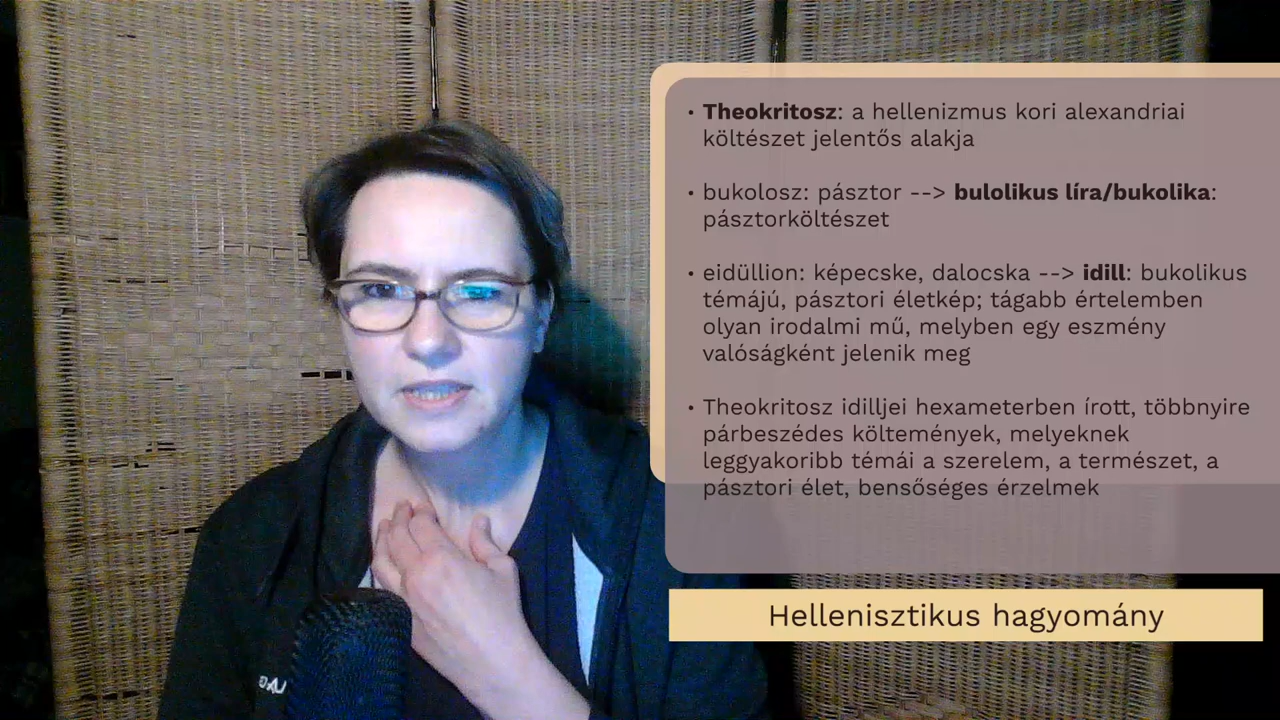 • Theokritosz: a hellenizmus kori alexandriai
költészet jelentős alakja
• bukolosz: pásztor --> bulolikus líra/bukolika:
pásztorköltészet
• eidüllion: képecske, dalocska --> idill: bukolikus
témájú, pásztori életkép; tágabb értelemben
olyan irodalmi mű, melyben egy eszmény
valóságként jelenik meg
• Theokritosz idilljei hexameterben írott, többnyire
párbeszédes költemények, melyeknek
leggyakoribb témái a szerelem, a természet, a
pásztori élet, bensőséges érzelmek
Hellenisztikus hagyomány